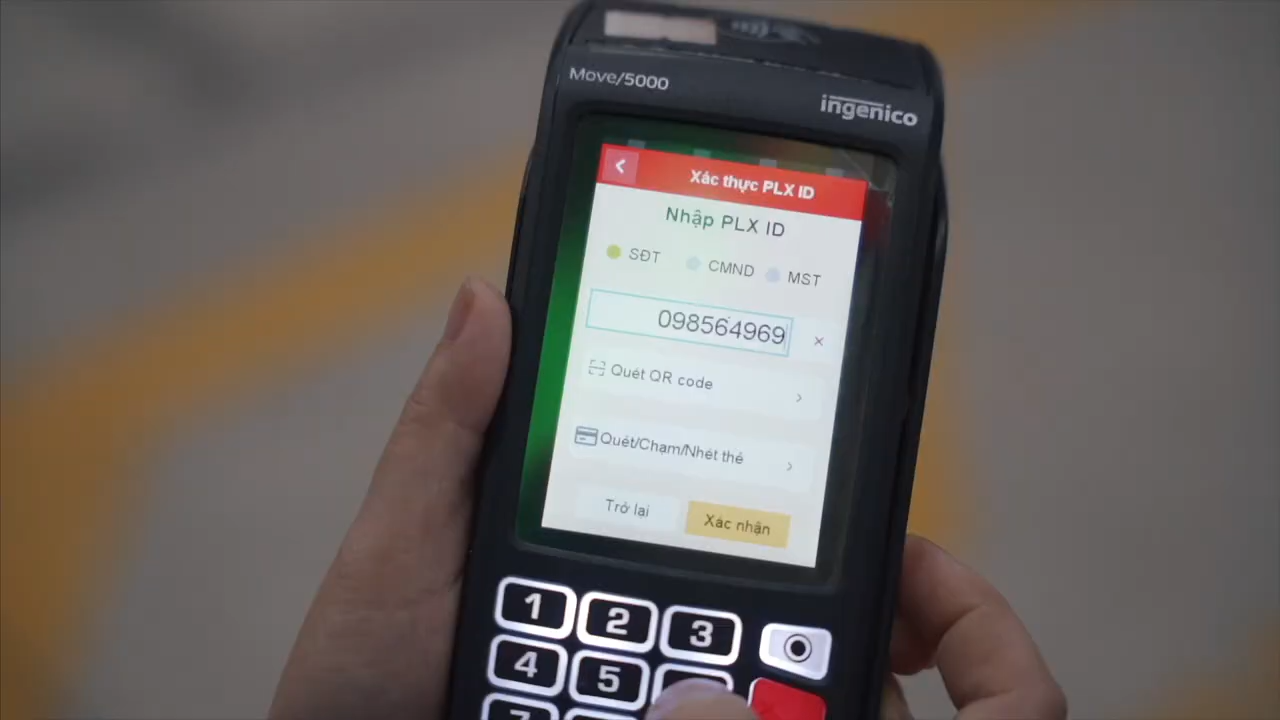 Move/5000
ingenico
Xác thực PLX ID
Nhập PLX ID
SĐT CMND MST
098564969
Quét QR code
Quét/Chạm/Nhét thẻ
Trở lại Xác nhận
1 2 3
4 5
7